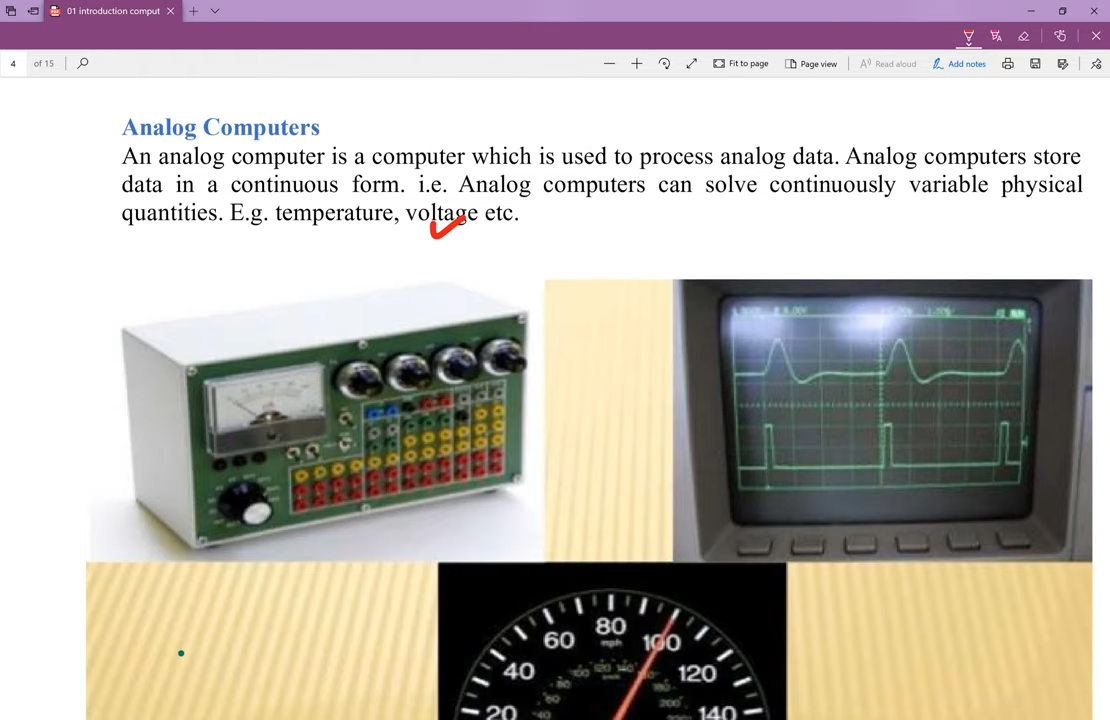 01 introduction comput
4 of 15
Fit to page
Page view
Read aloud
Add notes
Analog Computers
An analog computer is a computer which is used to process analog data. Analog computers store
data in a continuous form. i.e. Analog computers can solve continuously variable physical
quantities. E.g. temperature, voltage etc.
80
60
mph
100
40
120
20
140